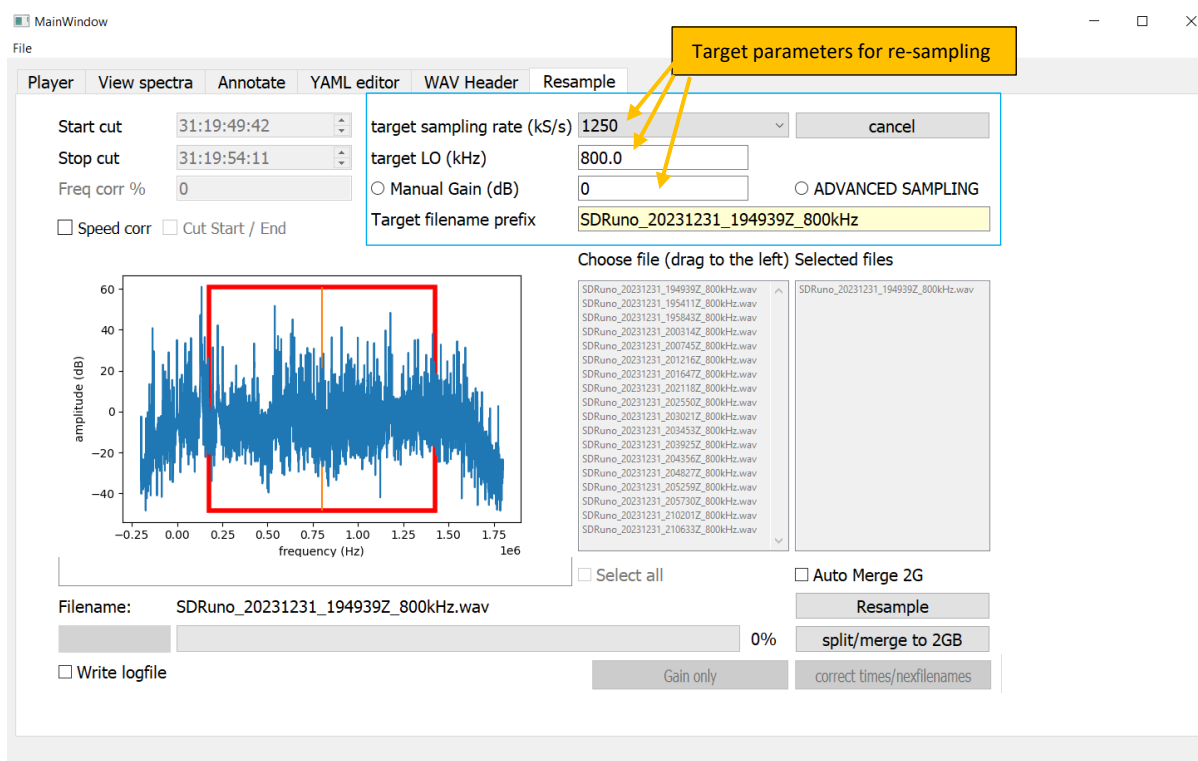 MainWindow
File
Target parameters for re-sampling
Player View spectra Annotate YAML editor WAV Header Resample
Start cut 31:19:49:42 target sampling rate (kS/s) 1250 cancel
Stop cut 31:19:54:11 target LO (kHz) 800.0
Freq corr % 0 Manual Gain (dB) 0 ADVANCED SAMPLING
Speed corr Cut Start / End Target filename prefix SDRuno_20231231_194939Z_800kHz
Choose file (drag to the left) Selected files
SDRuno_20231231_194939Z_800kHz.wav SDRuno_20231231_194939Z_800kHz.wav
SDRuno_20231231_195411Z_800kHz.wav
SDRuno_20231231_195843Z_800kHz.wav
SDRuno_20231231_200314Z_800kHz.wav
SDRuno_20231231_200745Z_800kHz.wav
SDRuno_20231231_201216Z_800kHz.wav
SDRuno_20231231_201647Z_800kHz.wav
SDRuno_20231231_202118Z_800kHz.wav
SDRuno_20231231_202550Z_800kHz.wav
SDRuno_20231231_203021Z_800kHz.wav
SDRuno_20231231_203453Z_800kHz.wav
SDRuno_20231231_203925Z_800kHz.wav
SDRuno_20231231_204356Z_800kHz.wav
SDRuno_20231231_204827Z_800kHz.wav
SDRuno_20231231_205259Z_800kHz.wav
SDRuno_20231231_205730Z_800kHz.wav
SDRuno_20231231_210201Z_800kHz.wav
SDRuno_20231231_210633Z_800kHz.wav
amplitude (dB)
60
40
20
0
−20
−40
−0.25 0.00 0.25 0.50 0.75 1.00 1.25 1.50 1.75
frequency (Hz) 1e6
Select all Auto Merge 2G
Filename: SDRuno_20231231_194939Z_800kHz.wav Resample
0% split/merge to 2GB
Write logfile Gain only correct times/nexfilenames